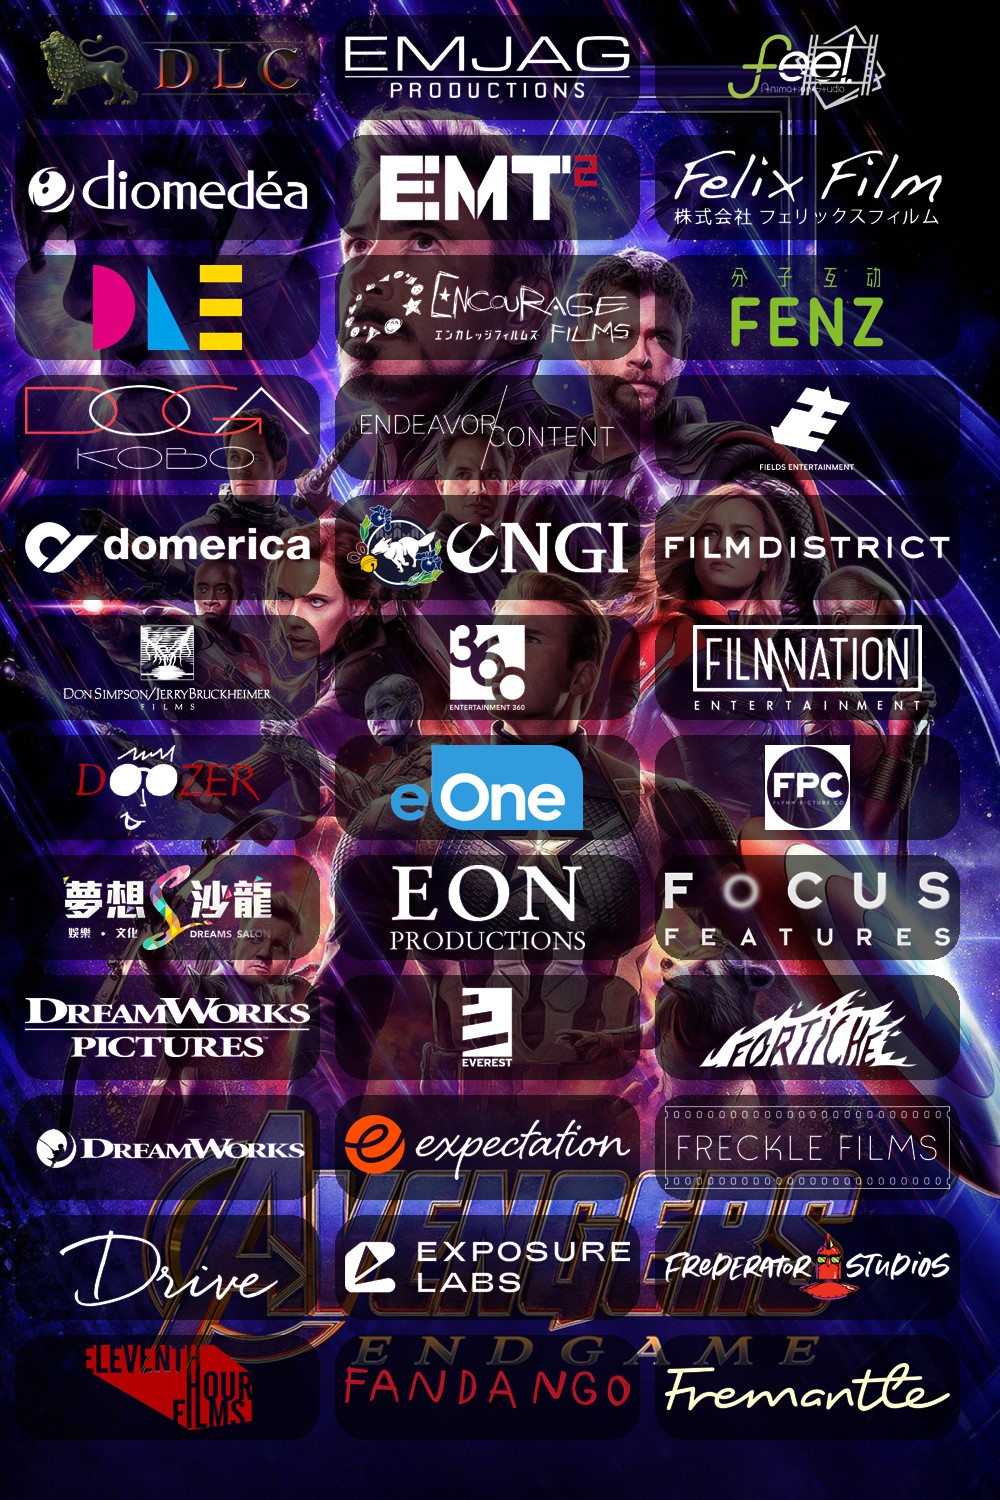 DLC
EMJAG
PRODUCTIONS
feel.
Animation Studio
diomedéa
EMT2
Felix Film
株式会社 フェリックスフィルム
DLE
ENCOURAGE
エンカレッジフィルムズ FILMS
分子互动
FENZ
DOGA
KOBO
ENDEAVOR
CONTENT
FIELDS ENTERTAINMENT
domerica
eNGI
FILMDISTRICT
DON SIMPSON/JERRY BRUCKHEIMER
FILMS
360
ENTERTAINMENT 360
FILMNATION
ENTERTAINMENT
DOOZER
eOne
FPC
FLYNN PICTURE CO
夢想沙龍
娛樂・文化 DREAMS SALON
EON
PRODUCTIONS
FOCUS
FEATURES
DREAMWORKS
PICTURES
EVEREST
FORTICHE
DREAMWORKS
expectation
FRECKLE FILMS
Drive
EXPOSURE
LABS
FREDERATOR STUDIOS
ELEVENTH
HOUR
FILMS
FANDANGO
Fremantle
AVENGERS
ENDGAME